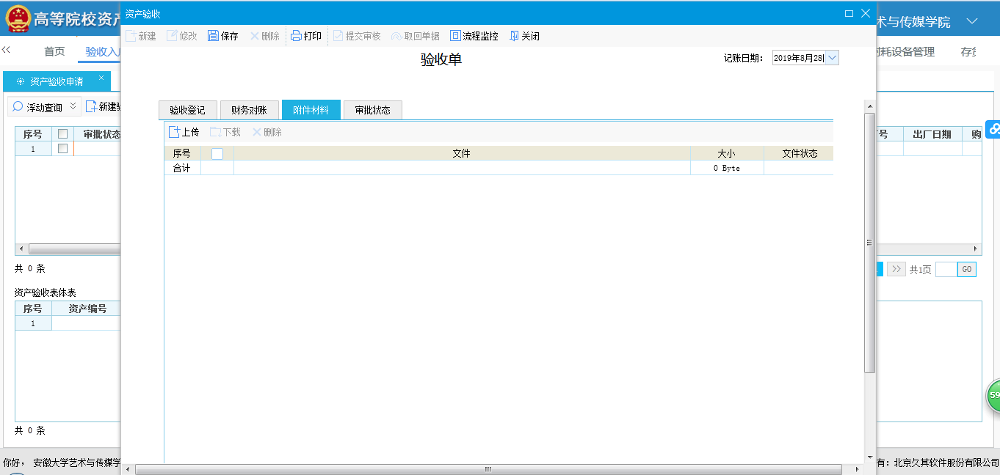 高等院校资产
资产验收
术与传媒学院
新建 修改 保存 删除 打印 提交审核 取回单据 流程监控 关闭
首页 验收入
耗设备管理
验收单
记账日期： 2019年8月28
资产验收申请
浮动查询 新建
验收登记 财务对账 附件材料 审批状态
上传 下载 删除
序号 审批状态
号 出厂日期 购
1
序号 文件 大小 文件状态
合计 0 Byte
共 0 条
>> 共1页 GO
资产验收表体表
序号 资产编号
1
共 0 条
59
你好， 安徽大学艺术与传媒学
有：北京久其软件股份有限公司